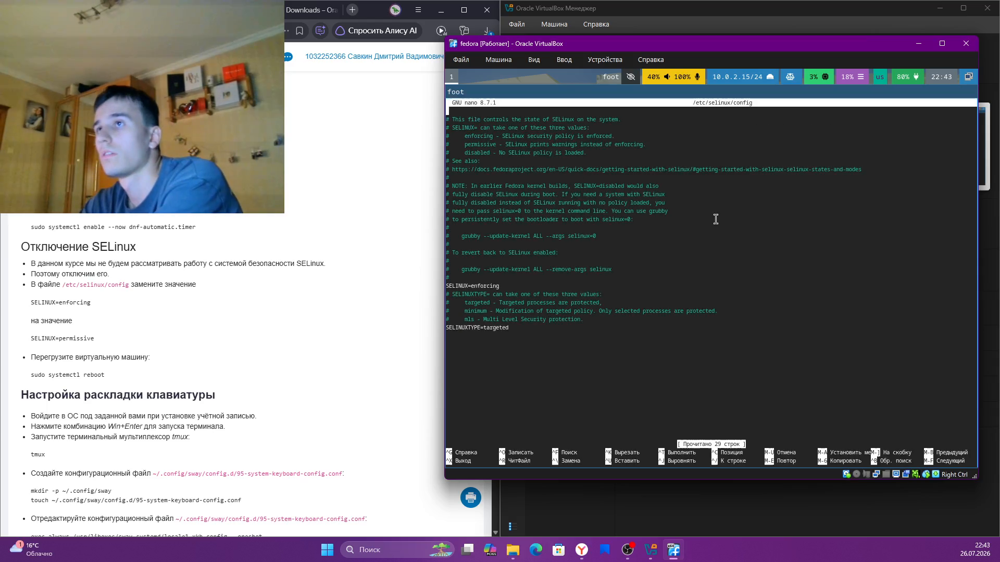 Downloads – Ora
Спросить Алису AI
1032252366 Савкин Дмитрий Вадимович
sudo systemctl enable --now dnf-automatic.timer
Отключение SELinux
В данном курсе мы не будем рассматривать работу с системой безопасности SELinux.
Поэтому отключим его.
В файле /etc/selinux/config замените значение
SELINUX=enforcing
на значение
SELINUX=permissive
Перегрузите виртуальную машину:
sudo systemctl reboot
Настройка раскладки клавиатуры
Войдите в ОС под заданной вами при установке учётной записью.
Нажмите комбинацию Win+Enter для запуска терминала.
Запустите терминальный мультиплексор tmux:
tmux
Создайте конфигурационный файл ~/.config/sway/config.d/95-system-keyboard-config.conf:
mkdir -p ~/.config/sway
touch ~/.config/sway/config.d/95-system-keyboard-config.conf
Отредактируйте конфигурационный файл ~/.config/sway/config.d/95-system-keyboard-config.conf:
Oracle VirtualBox Менеджер
Файл Машина Справка
fedora [Работает] - Oracle VirtualBox
Файл Машина Вид Ввод Устройства Справка
1 foot 40% 100% 10.0.2.15/24 3% 18% us 80% 22:43
foot
GNU nano 8.7.1 /etc/selinux/config
# This file controls the state of SELinux on the system.
# SELINUX= can take one of these three values:
#     enforcing - SELinux security policy is enforced.
#     permissive - SELinux prints warnings instead of enforcing.
#     disabled - No SELinux policy is loaded.
# See also:
# https://docs.fedoraproject.org/en-US/quick-docs/getting-started-with-selinux/#getting-started-with-selinux-selinux-states-and-modes
#
# NOTE: In earlier Fedora kernel builds, SELINUX=disabled would also
# fully disable SELinux during boot. If you need a system with SELinux
# fully disabled instead of SELinux running with no policy loaded, you
# need to pass selinux=0 to the kernel command line. You can use grubby
# to persistently set the bootloader to boot with selinux=0:
#
#    grubby --update-kernel ALL --args selinux=0
#
# To revert back to SELinux enabled:
#
#    grubby --update-kernel ALL --remove-args selinux
#
SELINUX=enforcing
# SELINUXTYPE= can take one of these three values:
#     targeted - Targeted processes are protected,
#     minimum - Modification of targeted policy. Only selected processes are protected.
#     mls - Multi Level Security protection.
SELINUXTYPE=targeted
[ Прочитано 29 строк ]
^G Справка ^O Записать ^F Поиск ^K Вырезать ^T Выполнить ^C Позиция M-U Отмена M-A Установить ме M-] На скобку M-B Предыдущий
^X Выход ^R ЧитФайл ^\ Замена ^U Вставить ^J Выровнять ^/ К строке M-E Повтор M-6 Копировать ^B Обр. поиск M-F Следующий
Right Ctrl
1 16°C
Облачно
Поиск
M365
22:43
26.07.2026